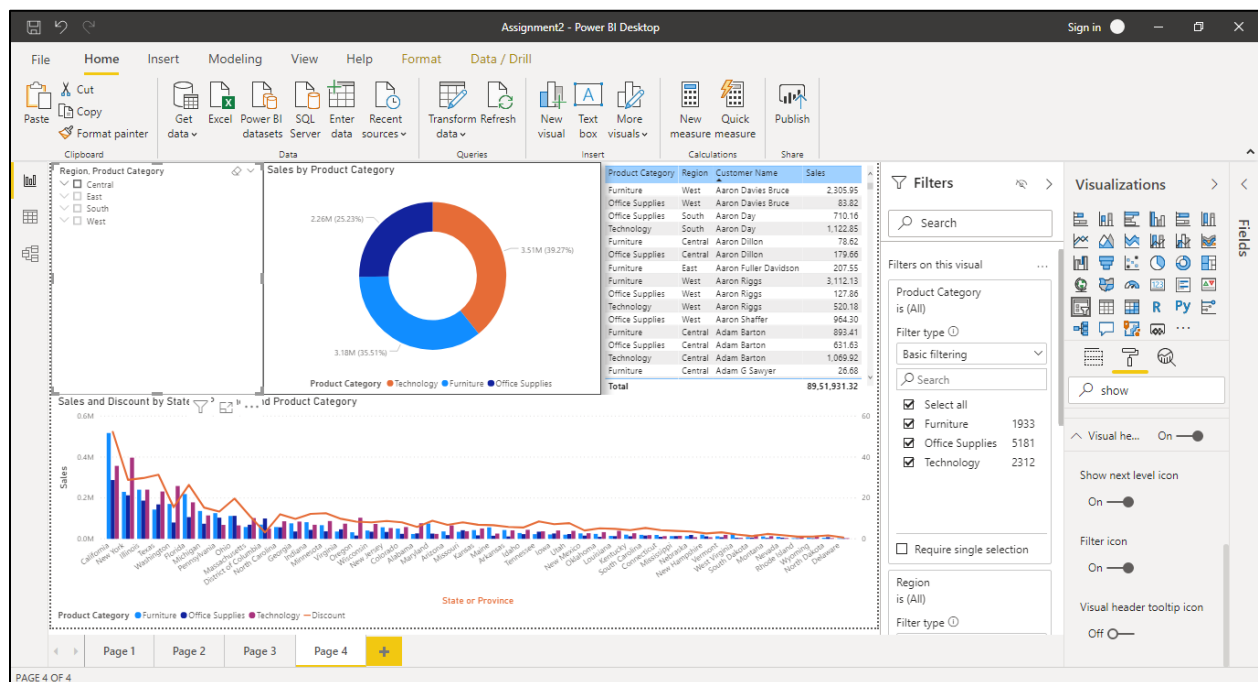 Assignment2 - Power BI Desktop
Sign in
File Home Insert Modeling View Help Format Data / Drill
Paste
Cut
Copy
Format painter
Get data
Excel
Power BI datasets
SQL Server
Enter data
Recent sources
Transform data
Refresh
New visual
Text box
More visuals
New measure
Quick measure
Publish
Clipboard
Data
Queries
Insert
Calculations
Share
Region, Product Category
Central
East
South
West
Sales by Product Category
2.26M (25.23%)
3.51M (39.27%)
3.18M (35.51%)
Product Category Technology Furniture Office Supplies
Product Category Region Customer Name Sales
Furniture West Aaron Davies Bruce 2,305.95
Office Supplies West Aaron Davies Bruce 83.82
Office Supplies South Aaron Day 710.16
Technology South Aaron Day 1,122.85
Furniture Central Aaron Dillon 78.62
Office Supplies Central Aaron Dillon 179.66
Furniture East Aaron Fuller Davidson 207.55
Furniture West Aaron Riggs 3,112.13
Office Supplies West Aaron Riggs 127.86
Technology West Aaron Riggs 520.18
Office Supplies West Aaron Shaffer 964.30
Furniture Central Adam Barton 893.41
Office Supplies Central Adam Barton 631.63
Technology Central Adam Barton 1,069.92
Furniture Central Adam G Sawyer 26.68
Total 89,51,931.32
Sales and Discount by State
nd Product Category
0.6M
0.4M
0.2M
0.0M
Sales
60
40
20
0
California
New York
Illinois
Texas
Washington
Florida
Michigan
Pennsylvania
Ohio
Massachusetts
District of Columbia
North Carolina
Georgia
Indiana
Minnesota
Virginia
Oregon
Wisconsin
New Jersey
Colorado
Alabama
Maryland
Arizona
Missouri
Kansas
Maine
Arkansas
Idaho
Tennessee
Iowa
Utah
New Mexico
Oklahoma
Louisiana
Kentucky
South Carolina
Connecticut
Mississippi
Nebraska
New Hampshire
Vermont
West Virginia
South Dakota
Montana
Nevada
Rhode Island
Wyoming
North Dakota
Delaware
State or Province
Product Category Furniture Office Supplies Technology Discount
Filters
Search
Filters on this visual
Product Category
is (All)
Filter type
Basic filtering
Search
Select all
Furniture 1933
Office Supplies 5181
Technology 2312
Require single selection
Region
is (All)
Filter type
Visualizations
R Py
123
show
Visual he... On
Show next level icon
On
Filter icon
On
Visual header tooltip icon
Off
Fields
Page 1 Page 2 Page 3 Page 4
PAGE 4 OF 4